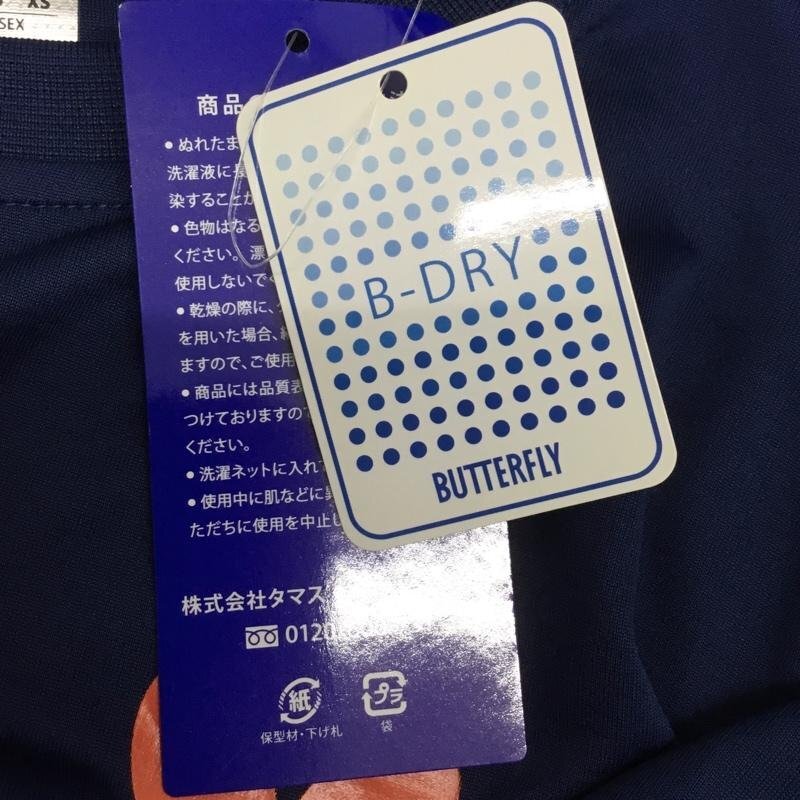 XS
SEX
商品
● ぬれたま
洗濯液に長
染することが
● 色物はなる
ください。漂
使用しないで
● 乾燥の際に、
を用いた場合、
ますので、ご使用
● 商品には品質表
つけておりますので
ください。
● 洗濯ネットに入れ
● 使用中に肌などに異
ただちに使用を中止し
株式会社タマス
0120
紙
保型材・下げ札
プラ
袋
B-DRY
BUTTERFLY